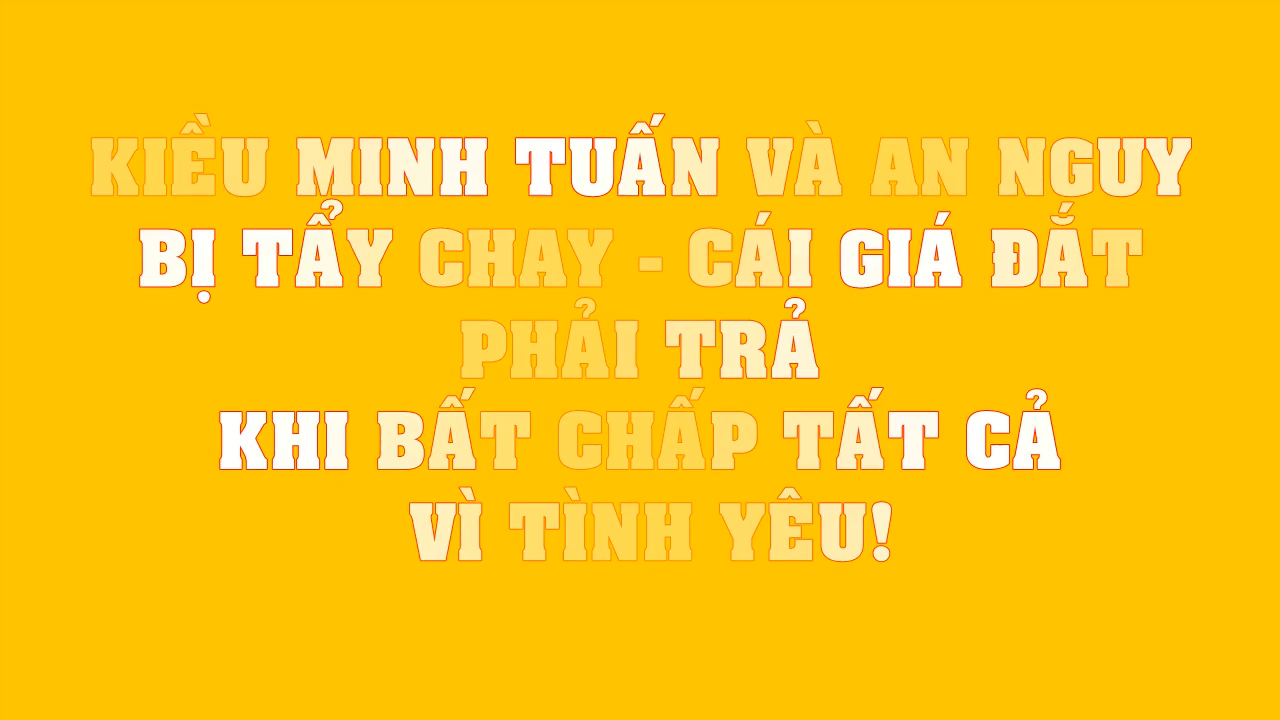 KIỀU MINH TUẤN VÀ AN NGUY
BỊ TẨY CHAY - CÁI GIÁ ĐẮT
PHẢI TRẢ
KHI BẤT CHẤP TẤT CẢ
VÌ TÌNH YÊU!